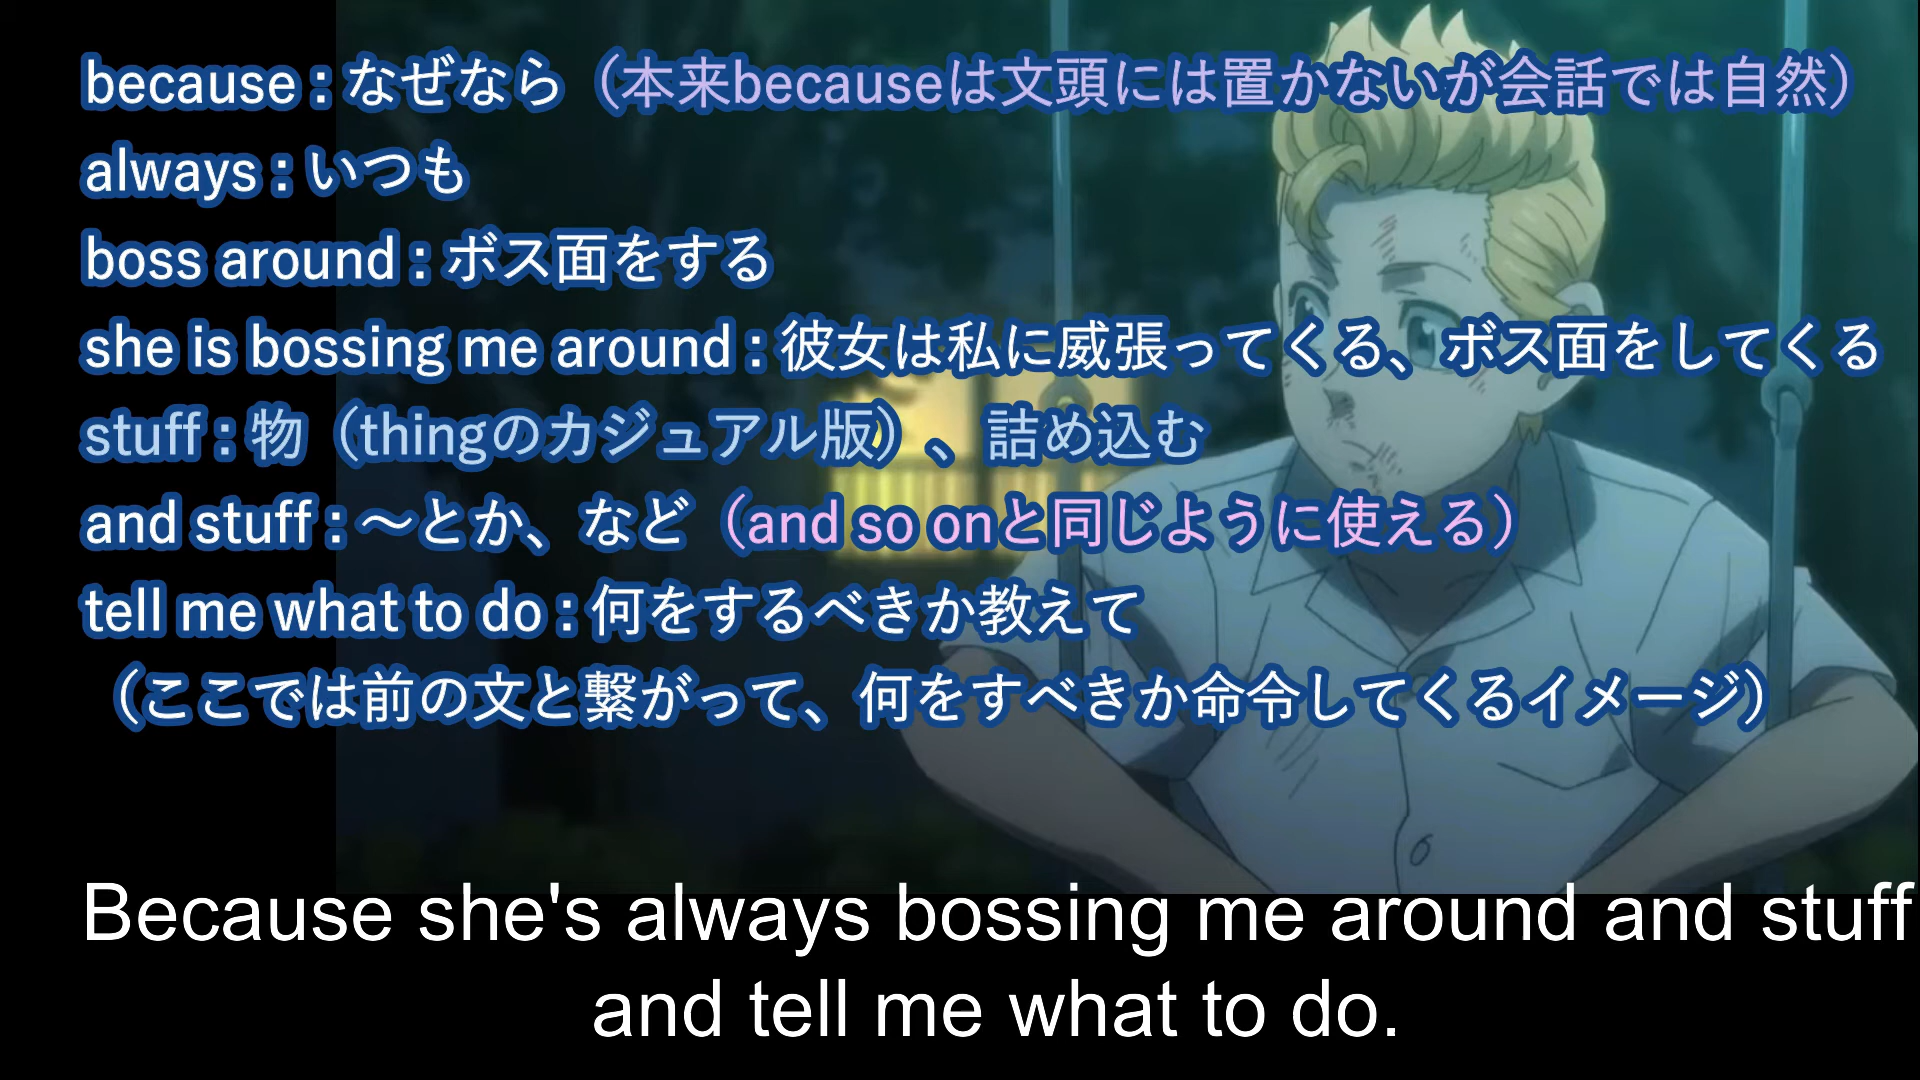 because : なぜなら（本来becauseは文頭には置かないが会話では自然）
always : いつも
boss around : ボス面をする
she is bossing me around : 彼女は私に威張ってくる、ボス面をしてくる
stuff : 物（thingのカジュアル版）、詰め込む
and stuff : ～とか、など（and so onと同じように使える）
tell me what to do : 何をするべきか教えて
（ここでは前の文と繋がって、何をすべきか命令してくるイメージ）
Because she's always bossing me around and stuff
and tell me what to do.